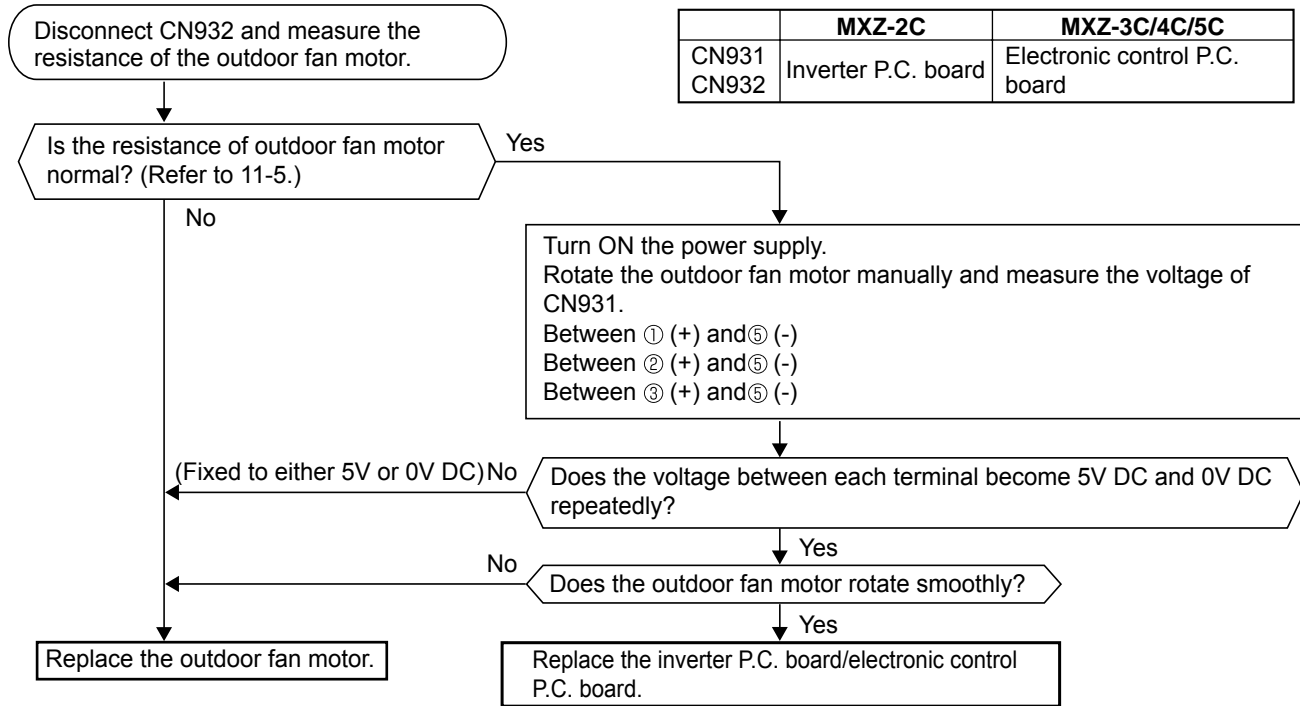 Disconnect CN932 and measure the
resistance of the outdoor fan motor.
MXZ-2C MXZ-3C/4C/5C
CN931
CN932
Inverter P.C. board
Electronic control P.C.
board
Is the resistance of outdoor fan motor
normal? (Refer to 11-5.)
Yes
No
Turn ON the power supply.
Rotate the outdoor fan motor manually and measure the voltage of
CN931.
Between ① (+) and⑤ (-)
Between ② (+) and⑤ (-)
Between ③ (+) and⑤ (-)
(Fixed to either 5V or 0V DC) No
Does the voltage between each terminal become 5V DC and 0V DC
repeatedly?
Yes
No
Does the outdoor fan motor rotate smoothly?
Yes
Replace the outdoor fan motor.
Replace the inverter P.C. board/electronic control
P.C. board.